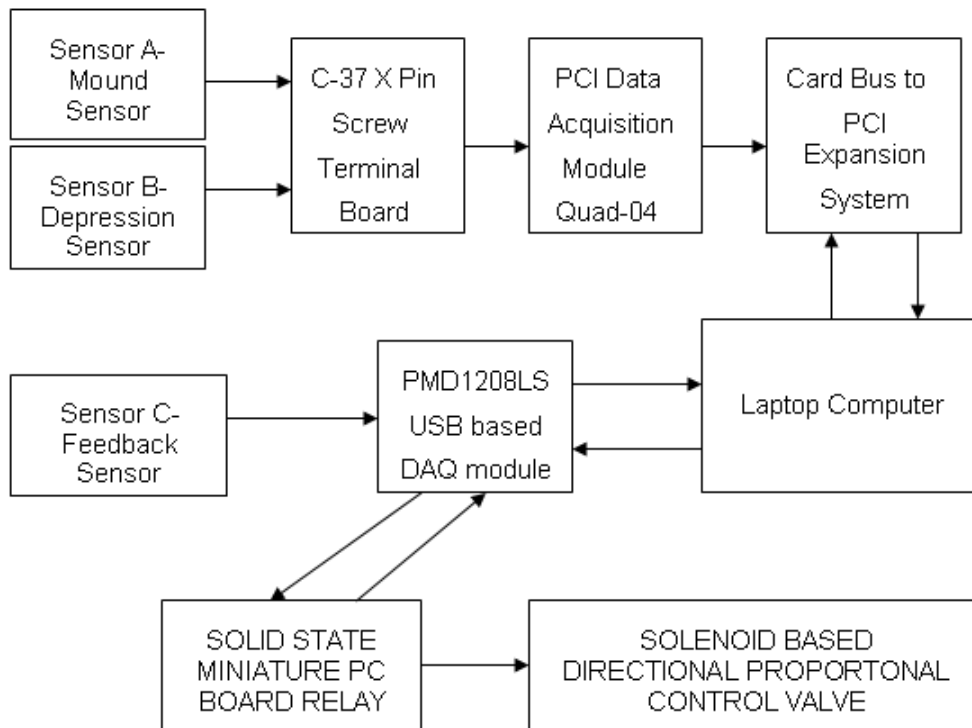 Sensor A-
Mound
Sensor
Sensor B-
Depression
Sensor
C-37 X Pin
Screw
Terminal
Board
PCI Data
Acquisition
Module
Quad-04
Card Bus to
PCI
Expansion
System
Sensor C-
Feedback
Sensor
PMD1208LS
USB based
DAQ module
Laptop Computer
SOLID STATE
MINIATURE PC
BOARD RELAY
SOLENOID BASED
DIRECTIONAL PROPORTONAL
CONTROL VALVE